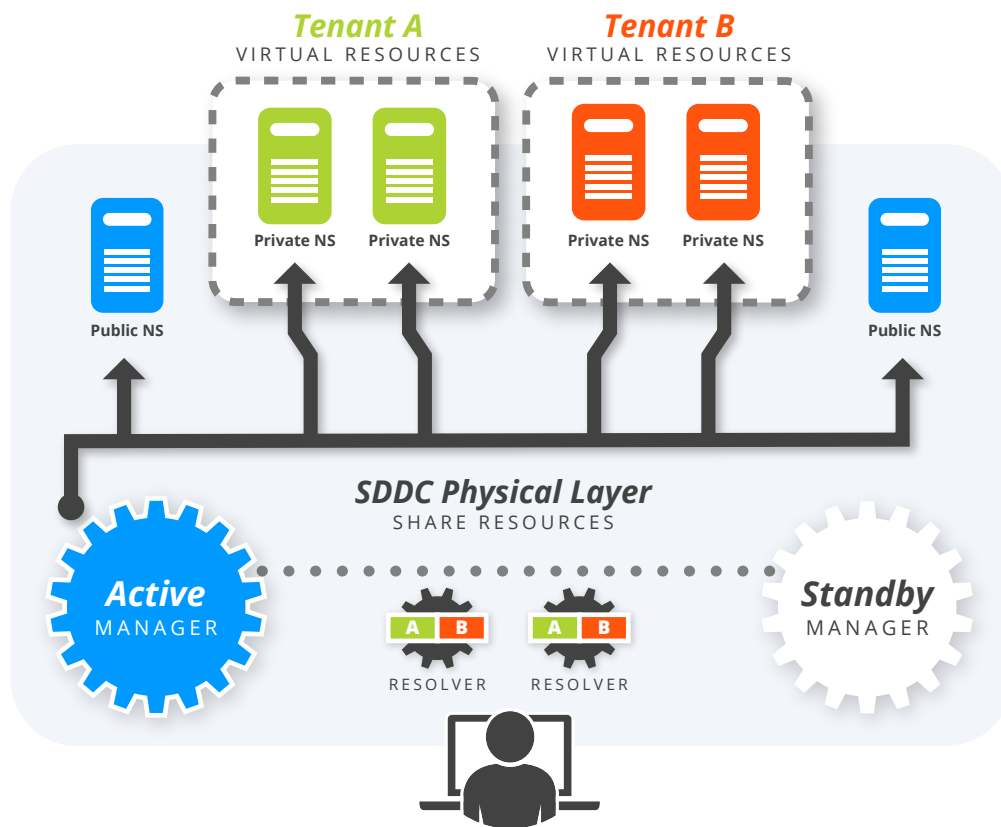 Tenant A
VIRTUAL RESOURCES
Tenant B
VIRTUAL RESOURCES
Private NS
Private NS
Private NS
Private NS
Public NS
Public NS
SDDC Physical Layer
SHARE RESOURCES
Active
MANAGER
Standby
MANAGER
A B
A B
RESOLVER
RESOLVER